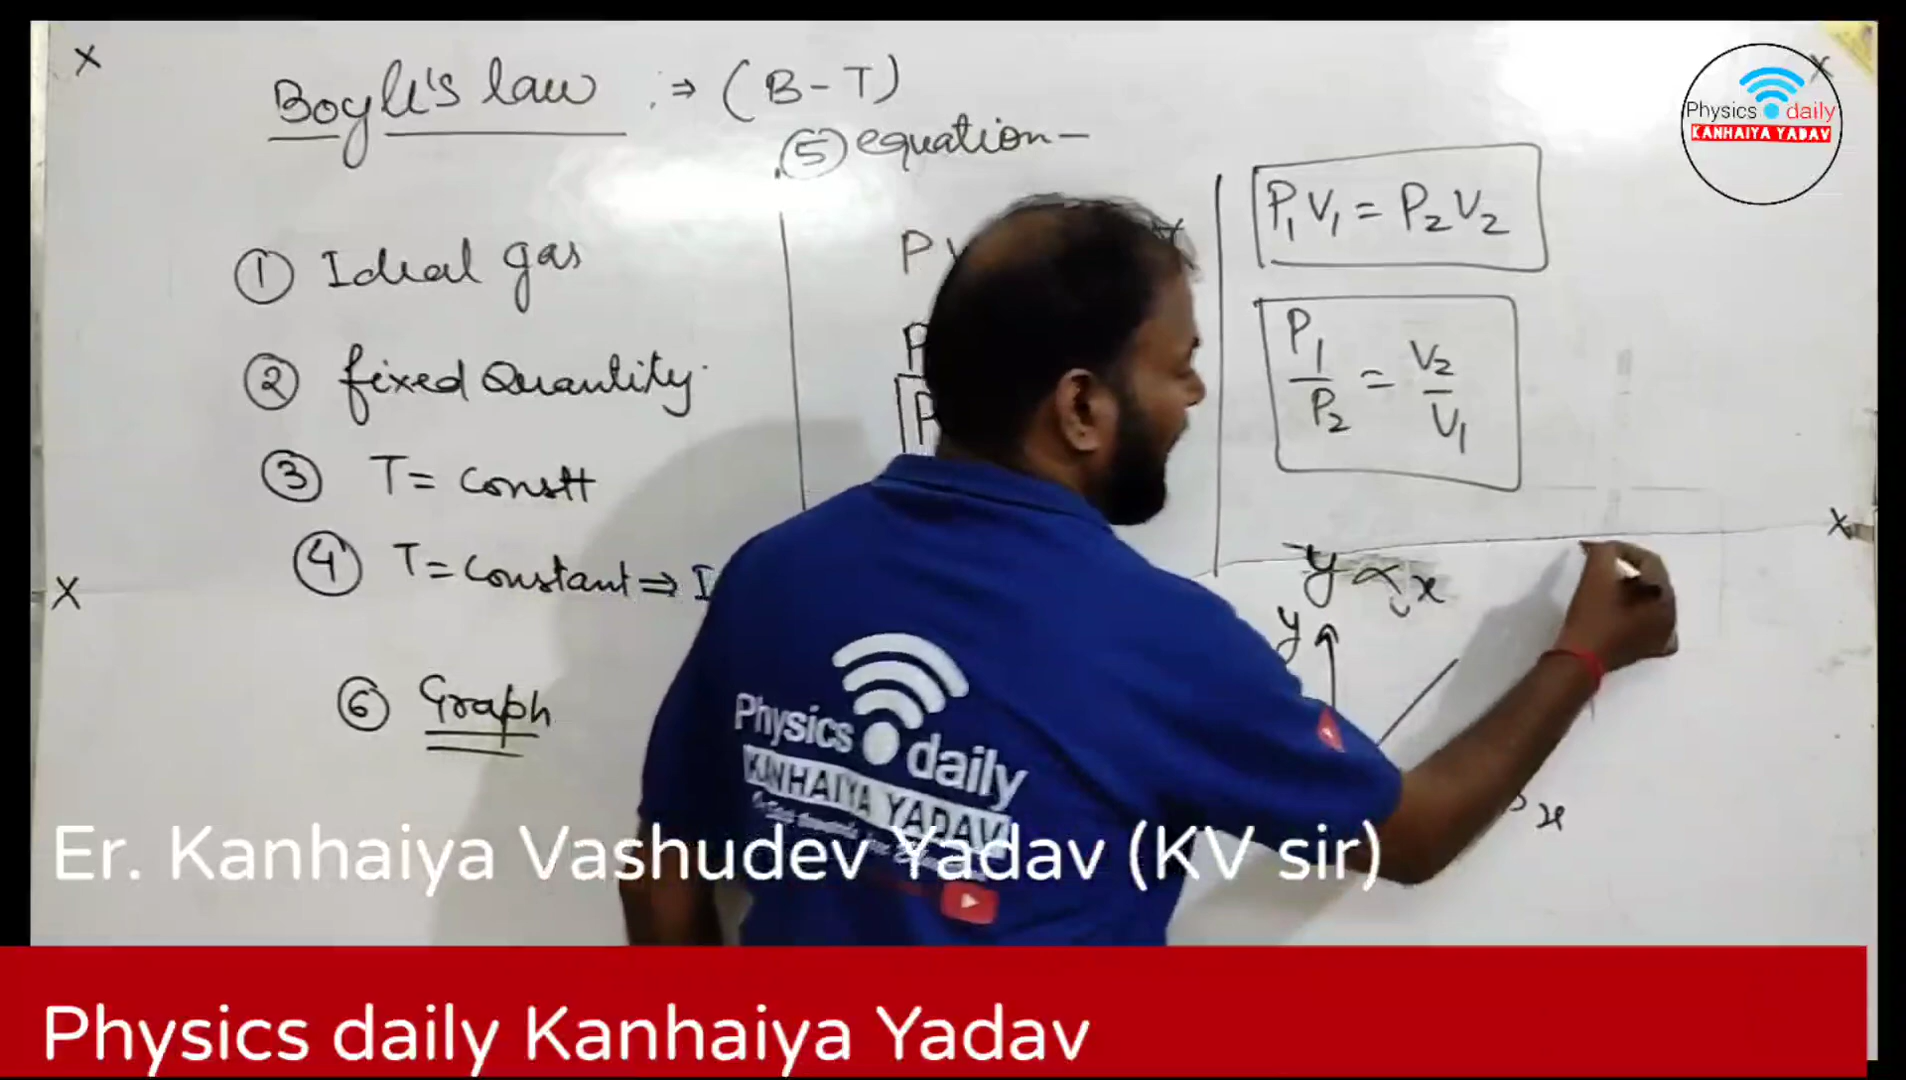 Boyle's law :⇒ (B-T)
⑤ equation -
① Ideal gas
② fixed Quantity.
③ T = constt
④ T = Constant ⇒ I
⑥ Graph
P
P
P
P₁V₁ = P₂V₂
P₁/P₂ = V₂/V₁
y ∝ x
y
x
Physics daily
KANHAIYA YADAV
Physics daily
KANHAIYA YADAV
Er. Kanhaiya Vashudev Yadav (KV sir)
Physics daily Kanhaiya Yadav